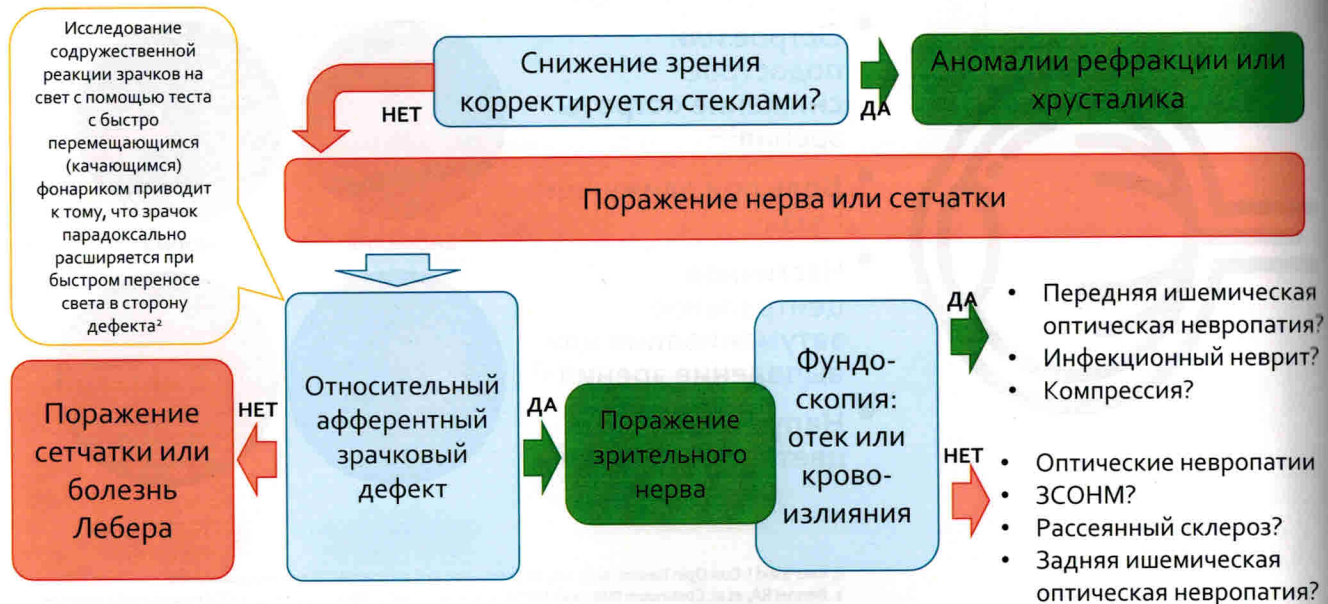 Исследование
содружественной
реакции зрачков на
свет с помощью теста
с быстро
перемещающимся
(качающимся)
фонариком приводит
к тому, что зрачок
парадоксально
расширяется при
быстром переносе
света в сторону
дефекта²
Снижение зрения
корректируется стеклами?
НЕТ
ДА
Аномалии рефракции или
хрусталика
Поражение нерва или сетчатки
Поражение
сетчатки или
болезнь
Лебера
НЕТ
Относительный
афферентный
зрачковый
дефект
ДА
Поражение
зрительного
нерва
Фундо-
скопия:
отек или
крово-
излияния
ДА
• Передняя ишемическая
оптическая невропатия?
• Инфекционный неврит?
• Компрессия?
НЕТ
• Оптические невропатии
• ЗСОНМ?
• Рассеянный склероз?
• Задняя ишемическая
оптическая невропатия?